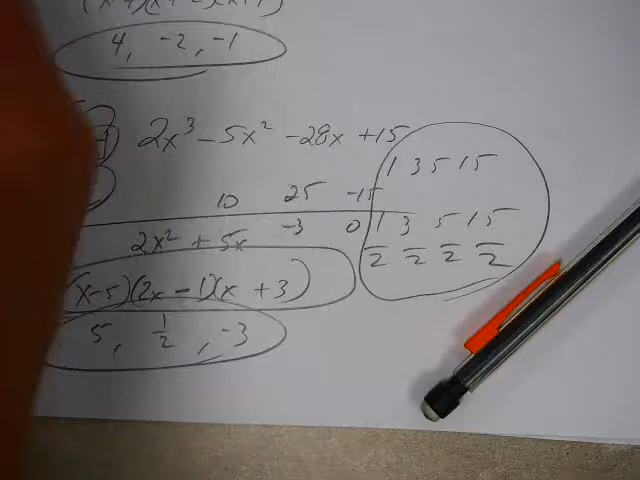 4, -2, -1
2x³ - 5x² - 28x + 15
1 3 5 15
10 25 -15
1 3 5 15
2 2 2 2
2x² + 5x -3 0
(x-5)(2x-1)(x+3)
5, 1/2, -3